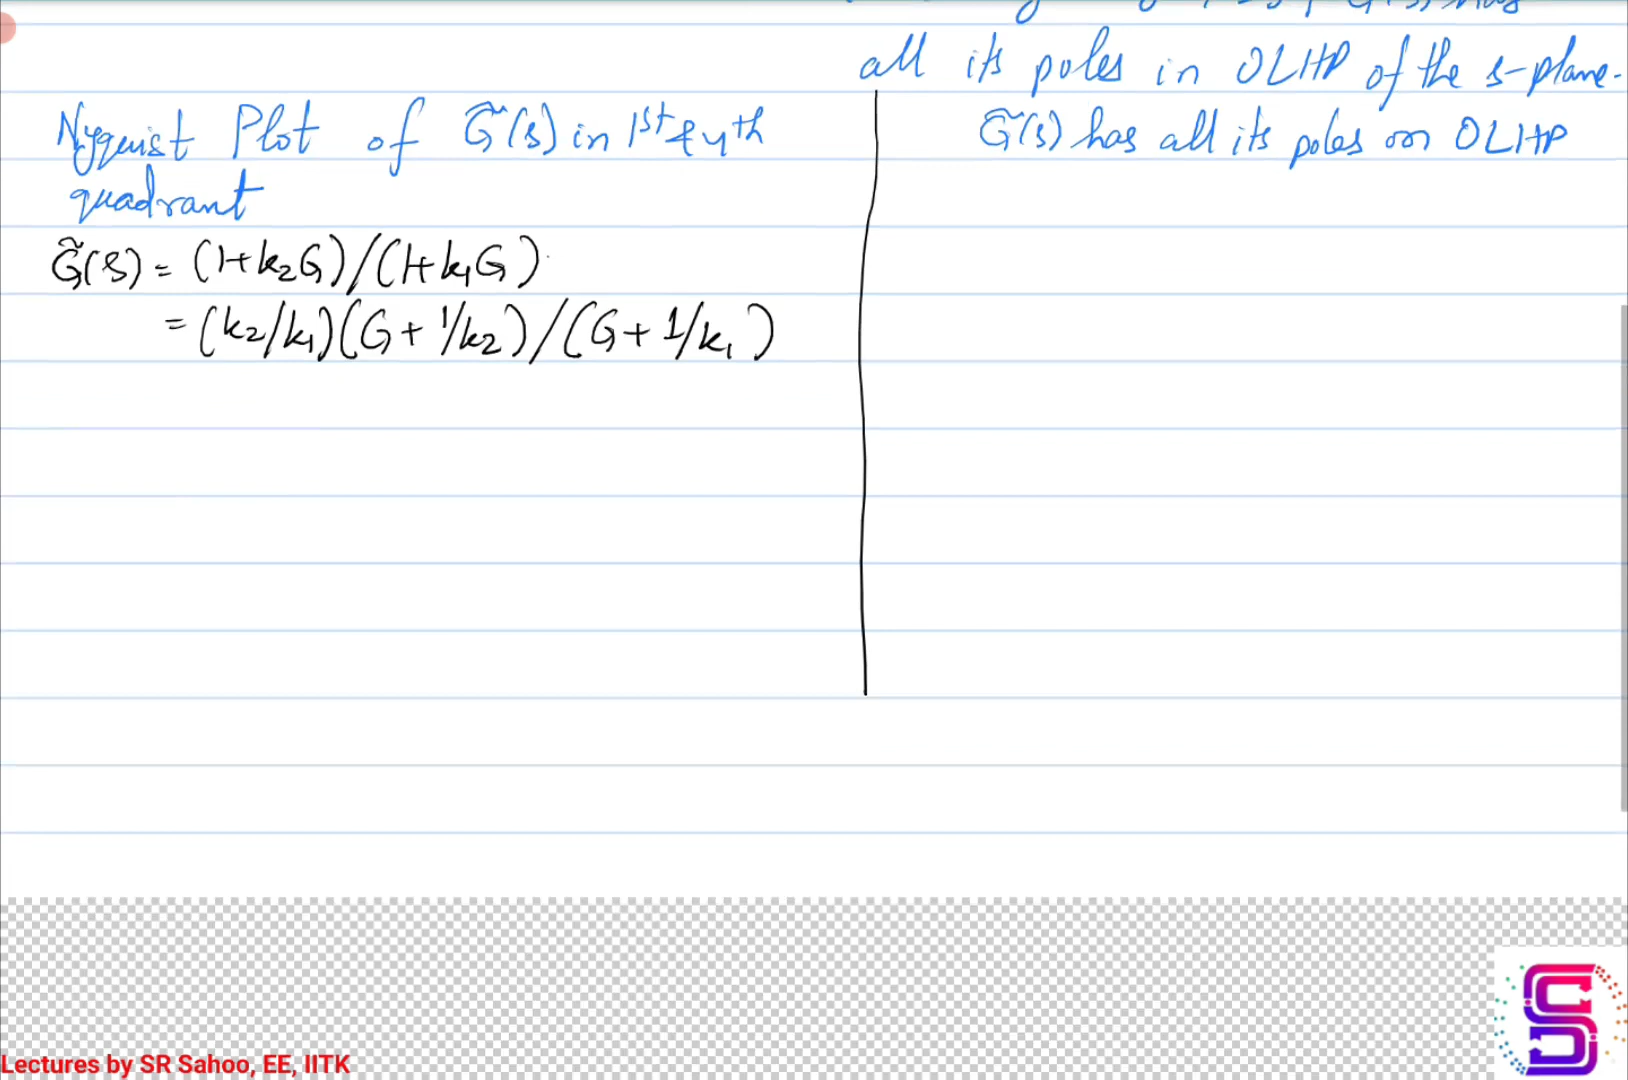 all its poles in OLHP of the s-plane.
Nyquist Plot of G̃(s) in 1st & 4th
quadrant
G̃(s) = (1+k₂G)/(1+k₁G)
= (k₂/k₁)(G + 1/k₂)/(G + 1/k₁)
G̃(s) has all its poles on OLHP
Lectures by SR Sahoo, EE, IITK